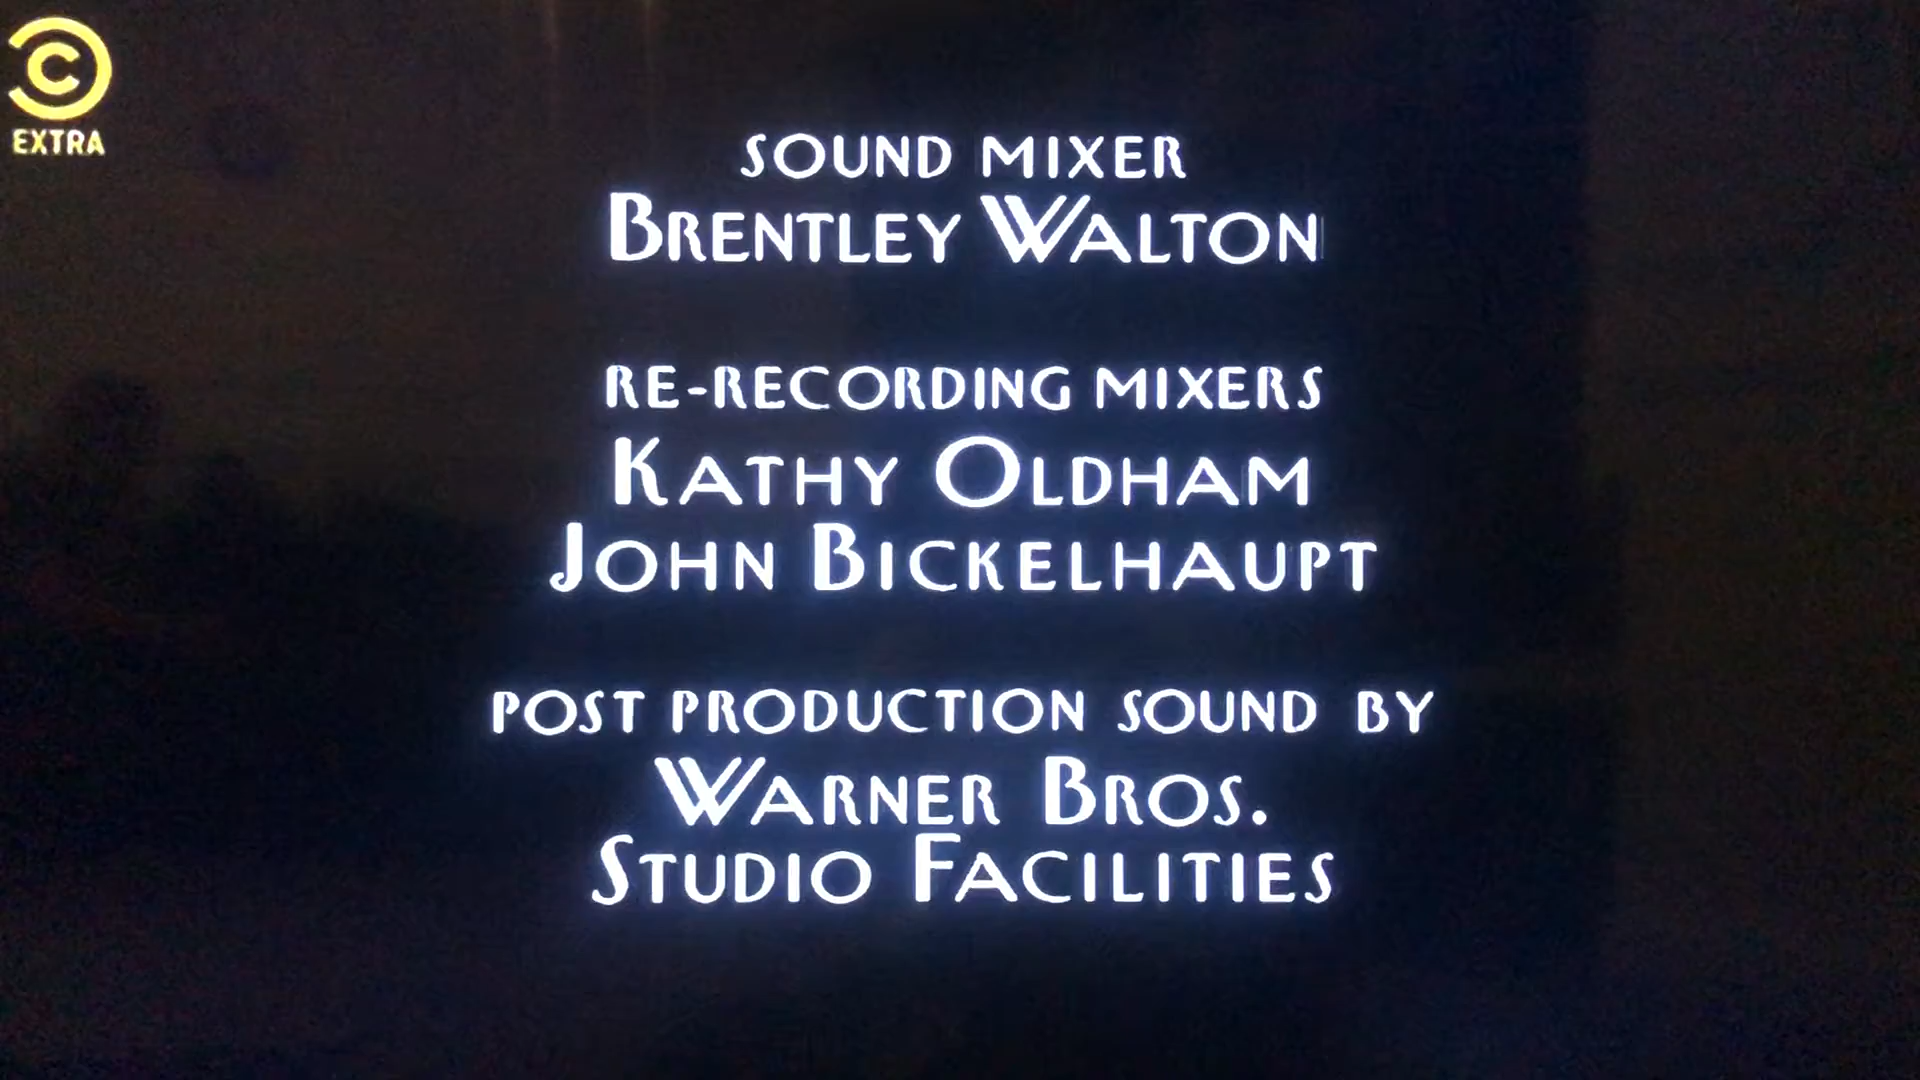 EXTRA
SOUND MIXER
BRENTLEY WALTON
RE-RECORDING MIXERS
KATHY OLDHAM
JOHN BICKELHAUPT
POST PRODUCTION SOUND BY
WARNER BROS.
STUDIO FACILITIES